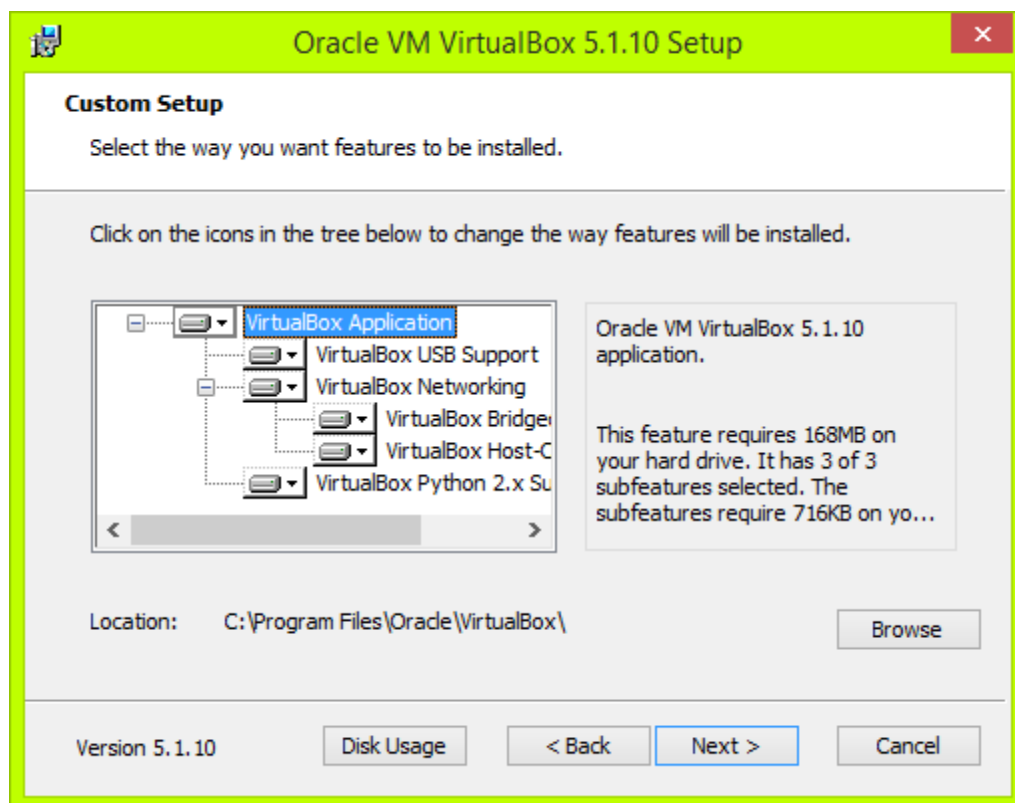 Oracle VM VirtualBox 5.1.10 Setup
Custom Setup
Select the way you want features to be installed.
Click on the icons in the tree below to change the way features will be installed.
VirtualBox Application
VirtualBox USB Support
VirtualBox Networking
VirtualBox Bridge
VirtualBox Host-
VirtualBox Python 2.x Su
Oracle VM VirtualBox 5.1.10
application.
This feature requires 168MB on
your hard drive. It has 3 of 3
subfeatures selected. The
subfeatures require 716KB on yo...
Location: C:\Program Files\Oracle\VirtualBox\
Browse
Version 5.1.10
Disk Usage
< Back
Next >
Cancel